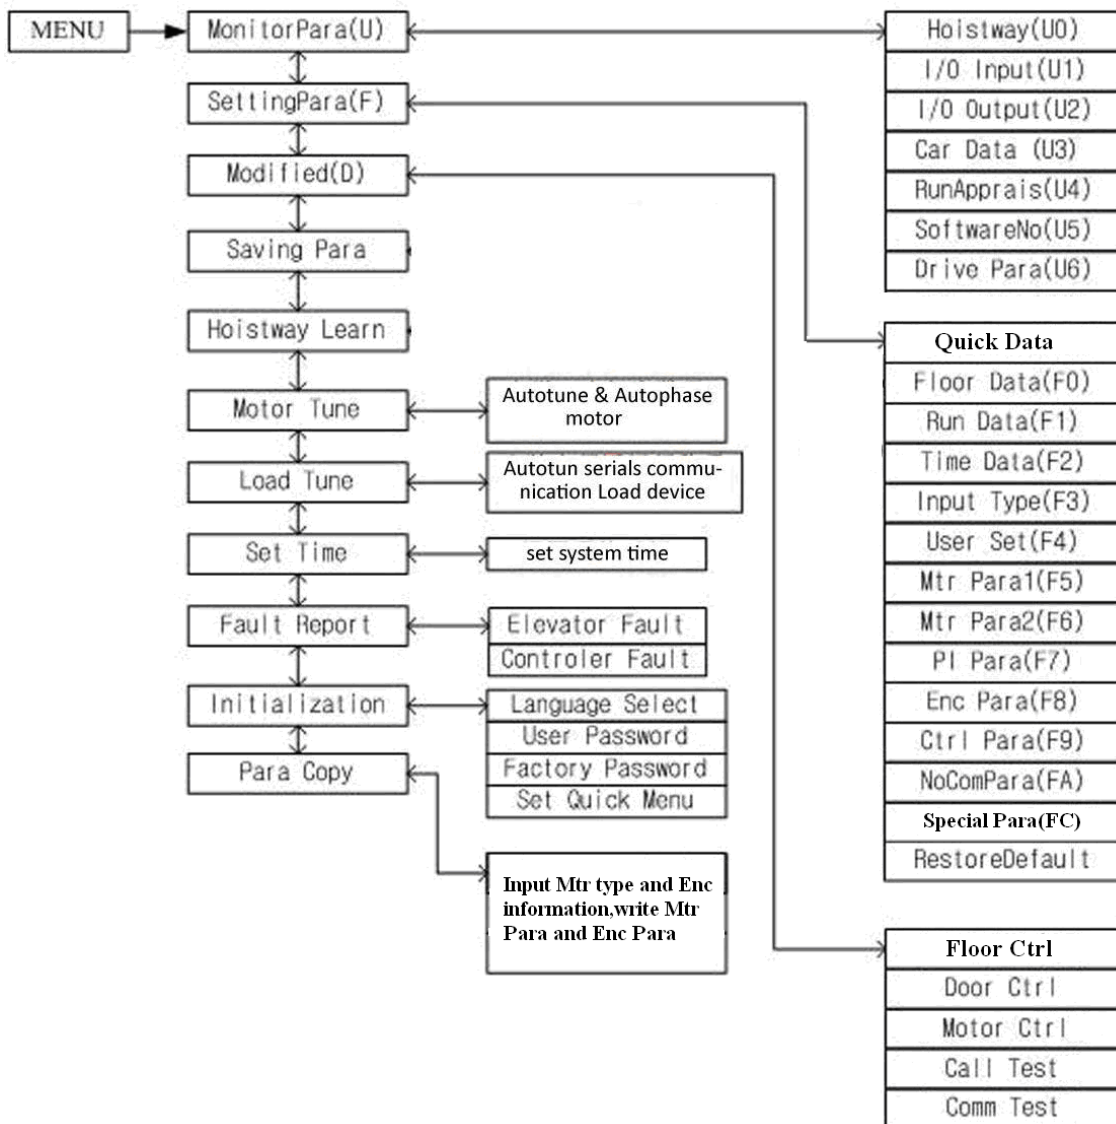 MENU
MonitorPara(U)
SettingPara(F)
Modified(D)
Saving Para
Hoistway Learn
Motor Tune
Load Tune
Set Time
Fault Report
Initialization
Para Copy
Autotune & Autophase
motor
Autotun serials commu-
nication Load device
set system time
Elevator Fault
Controler Fault
Language Select
User Password
Factory Password
Set Quick Menu
Input Mtr type and Enc
information,write Mtr
Para and Enc Para
Hoistway(U0)
I/O Input(U1)
I/O Output(U2)
Car Data (U3)
RunApprais(U4)
SoftwareNo(U5)
Drive Para(U6)
Quick Data
Floor Data(F0)
Run Data(F1)
Time Data(F2)
Input Type(F3)
User Set(F4)
Mtr Para1(F5)
Mtr Para2(F6)
PI Para(F7)
Enc Para(F8)
Ctrl Para(F9)
NoComPara(FA)
Special Para(FC)
RestoreDefault
Floor Ctrl
Door Ctrl
Motor Ctrl
Call Test
Comm Test